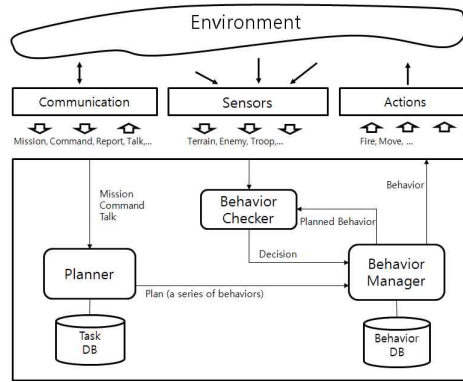 Environment
Communication
Sensors
Actions
Mission, Command, Report, Talk,...
Terrain, Enemy, Troop,...
Fire, Move, ...
Mission
Command
Talk
Behavior
Checker
Planned Behavior
Behavior
Decision
Planner
Behavior
Manager
Plan (a series of behaviors)
Task
DB
Behavior
DB